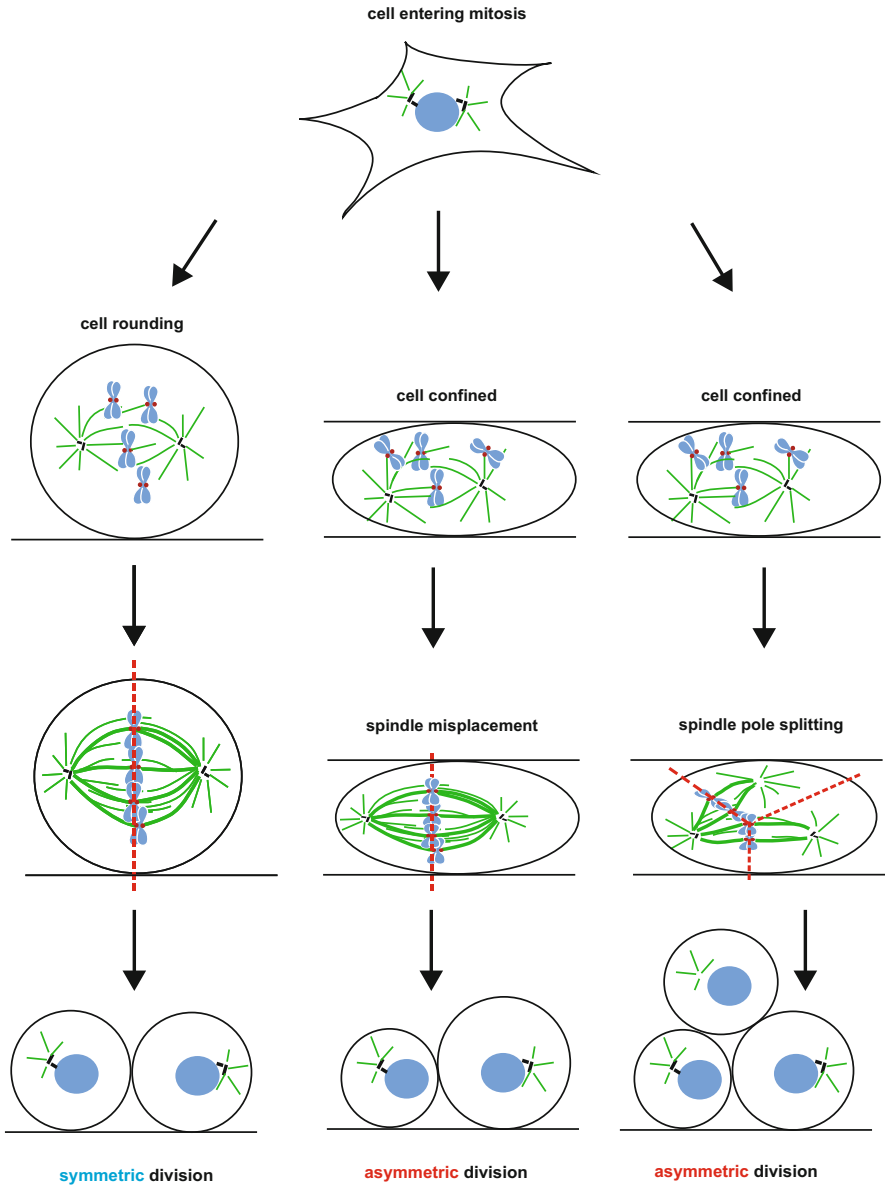 cell entering mitosis
cell rounding
cell confined
cell confined
spindle misplacement
spindle pole splitting
symmetric division
asymmetric division
asymmetric division